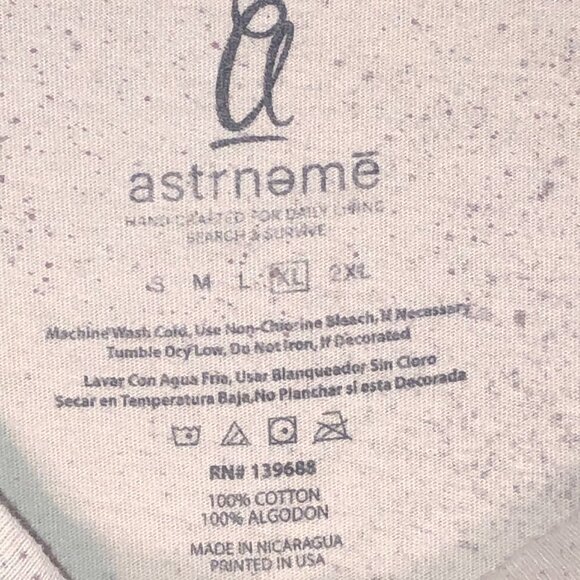 a
astrnəmē
HAND CRAFTED FOR DAILY LIVING
SEARCH & SURVIVE
S M L XL 2XL
Machine Wash Cold, Use Non-Chlorine Bleach, If Necessary
Tumble Dry Low, Do Not Iron, If Decorated
Lavar Con Agua Fria, Usar Blanqueador Sin Cloro
Secar en Temperatura Baja, No Planchar si esta Decorada
RN# 139688
100% COTTON
100% ALGODON
MADE IN NICARAGUA
PRINTED IN USA